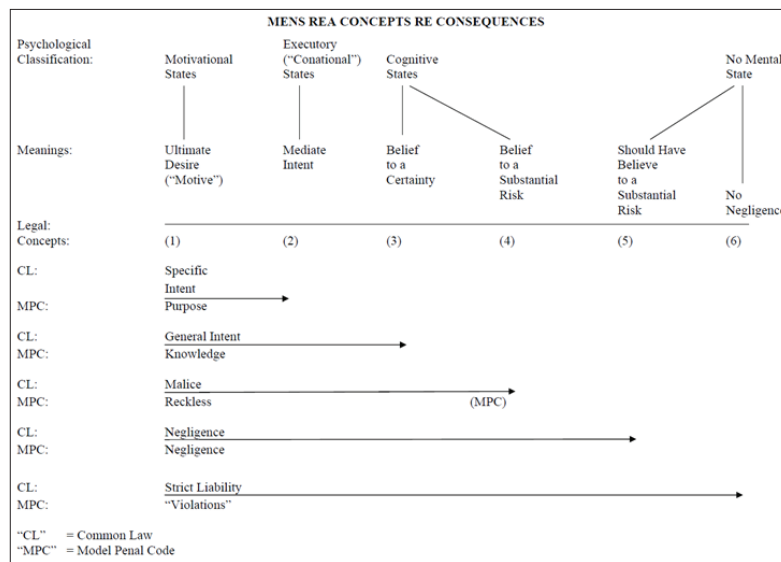 MENS REA CONCEPTS RE CONSEQUENCES
Psychological Classification:
Motivational States
Executory ("Conational") States
Cognitive States
No Mental State
Meanings:
Ultimate Desire ("Motive")
Mediate Intent
Belief to a Certainty
Belief to a Substantial Risk
Should Have Believe to a Substantial Risk
No Negligence
Legal Concepts:
(1) (2) (3) (4) (5) (6)
CL: Specific Intent
MPC: Purpose
CL: General Intent
MPC: Knowledge
CL: Malice
MPC: Reckless (MPC)
CL: Negligence
MPC: Negligence
CL: Strict Liability
MPC: "Violations"
"CL" = Common Law
"MPC" = Model Penal Code